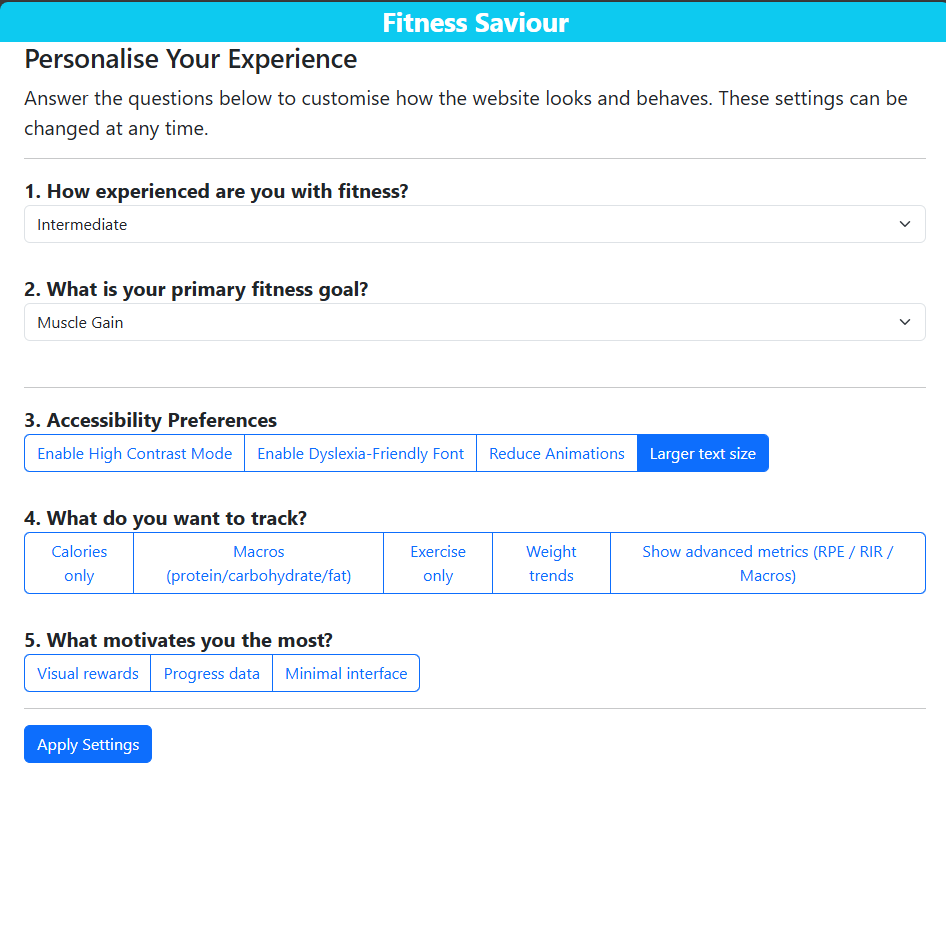 Fitness Saviour
Personalise Your Experience
Answer the questions below to customise how the website looks and behaves. These settings can be
changed at any time.
1. How experienced are you with fitness?
Intermediate
2. What is your primary fitness goal?
Muscle Gain
3. Accessibility Preferences
Enable High Contrast Mode Enable Dyslexia-Friendly Font Reduce Animations Larger text size
4. What do you want to track?
Calories Macros Exercise Weight Show advanced metrics (RPE / RIR /
only (protein/carbohydrate/fat) only trends Macros)
5. What motivates you the most?
Visual rewards Progress data Minimal interface
Apply Settings